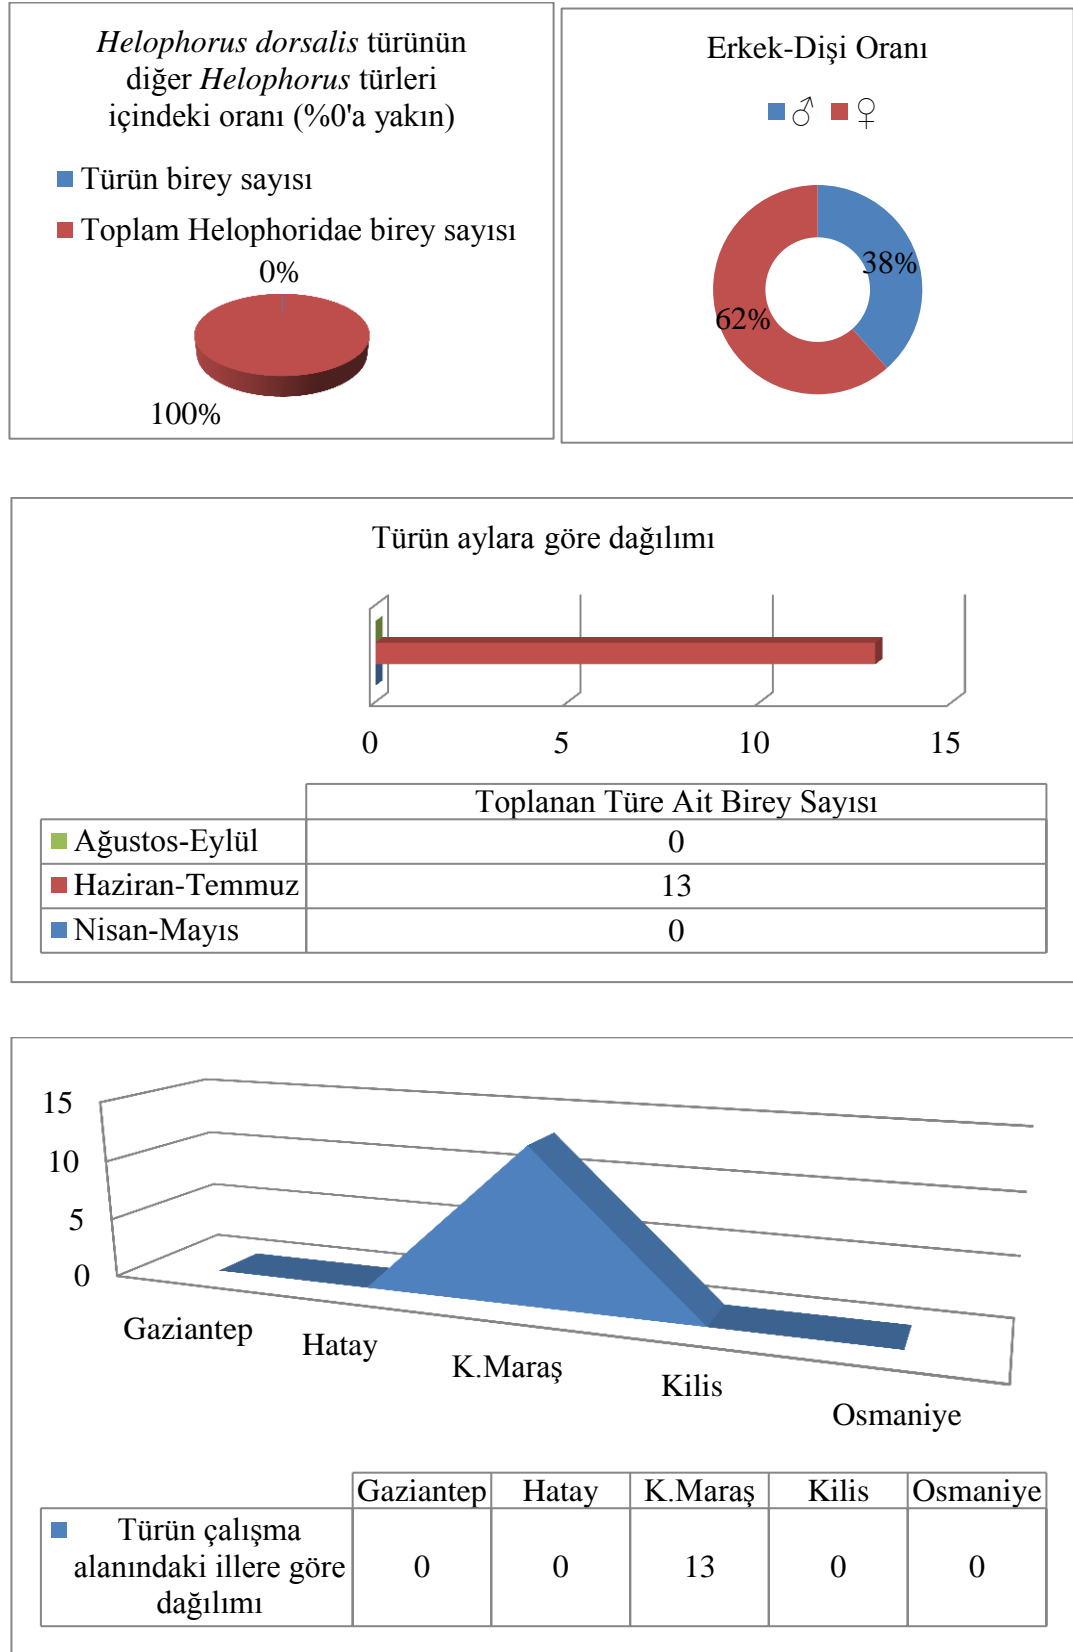 Helophorus dorsalis türünün
diğer Helophorus türleri
içindeki oranı (%0'a yakın)
Türün birey sayısı
Toplam Helophoridae birey sayısı
0%
100%
Erkek-Dişi Oranı
♂ ♀
38%
62%
Türün aylara göre dağılımı
0 5 10 15
Toplanan Türe Ait Birey Sayısı
Ağustos-Eylül 0
Haziran-Temmuz 13
Nisan-Mayıs 0
15
10
5
0
Gaziantep
Hatay
K.Maraş
Kilis
Osmaniye
Gaziantep Hatay K.Maraş Kilis Osmaniye
Türün çalışma
alanındaki illere göre
dağılımı
0 0 13 0 0